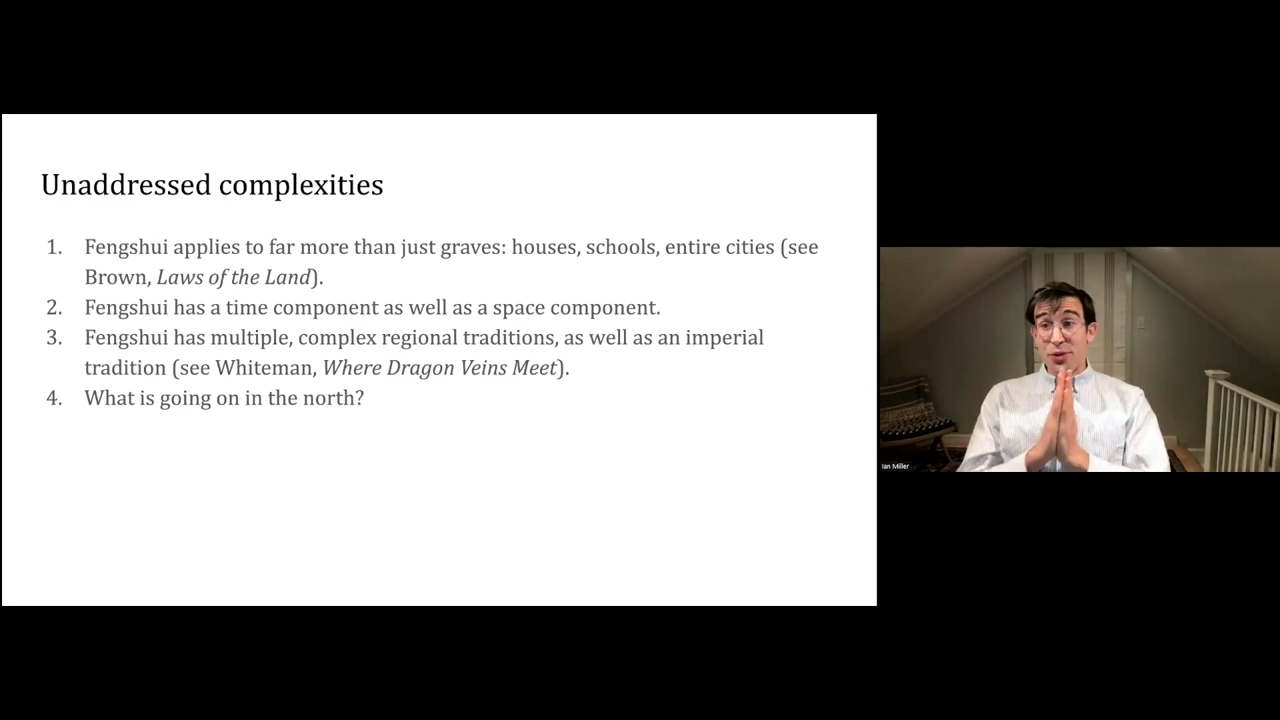 Unaddressed complexities
1. Fengshui applies to far more than just graves: houses, schools, entire cities (see
Brown, Laws of the Land).
2. Fengshui has a time component as well as a space component.
3. Fengshui has multiple, complex regional traditions, as well as an imperial
tradition (see Whiteman, Where Dragon Veins Meet).
4. What is going on in the north?
Ian Miller